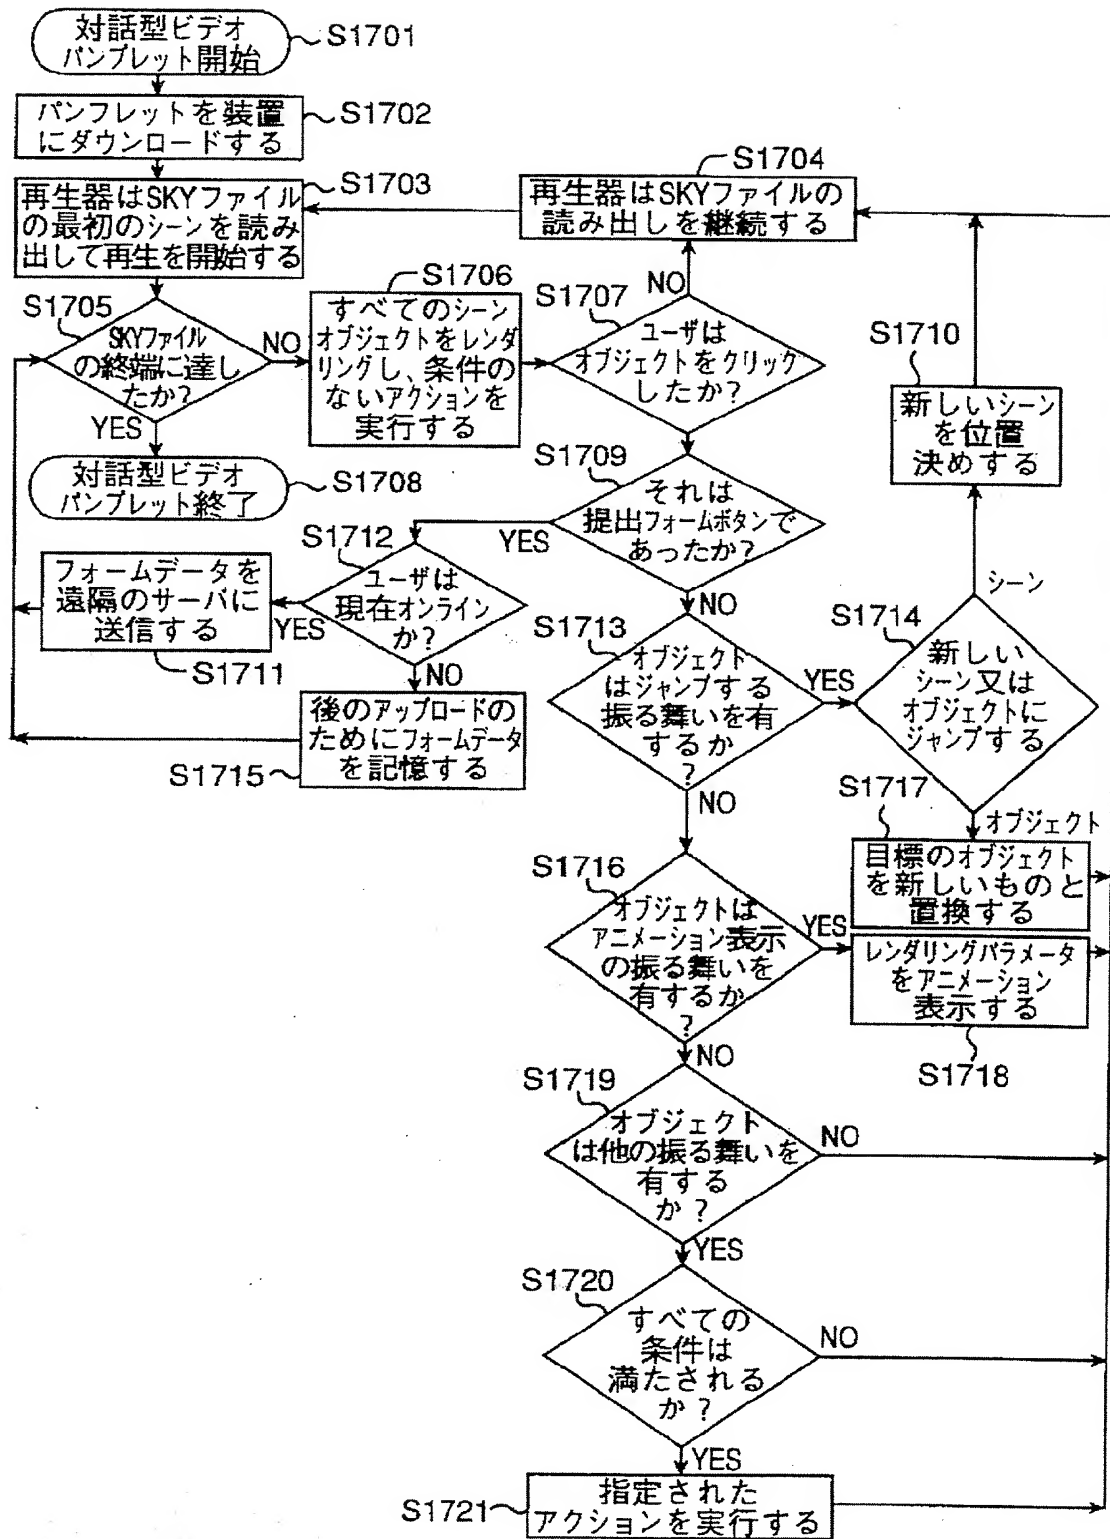 対話型ビデオ
パンプレット開始
S1701
パンフレットを装置
にダウンロードする
S1702
再生器はSKYファイル
の最初のシーンを読み
出して再生を開始する
S1703
S1704
再生器はSKYファイルの
読み出しを継続する
S1705
SKYファイル
の終端に達し
たか?
NO
YES
S1706
すべてのシーン
オブジェクトをレンダ
リングし、条件の
ないアクションを
実行する
S1707
NO
ユーザは
オブジェクトをクリック
したか?
対話型ビデオ
パンプレット終了
S1708
S1709
それは
提出フォームボタンで
あったか?
YES
NO
S1710
新しいシーン
を位置
決めする
フォームデータを
遠隔のサーバに
送信する
S1711
S1712
ユーザは
現在オンライン
か?
YES
NO
S1713
オブジェクト
はジャンプする
振る舞いを有
するか
?
YES
NO
シーン
S1714
新しい
シーン又は
オブジェクトに
ジャンプする
オブジェクト
後のアップロードの
ためにフォームデータ
を記憶する
S1715
S1716
オブジェクトは
アニメーション表示
の振る舞いを
有するか
?
YES
NO
S1717
目標のオブジェクト
を新しいものと
置換する
レンダリングパラメータ
をアニメーション
表示する
S1718
S1719
オブジェクト
は他の振る舞いを
有する
か?
NO
YES
S1720
すべての
条件は
満たされる
か?
NO
YES
指定された
アクションを実行する
S1721